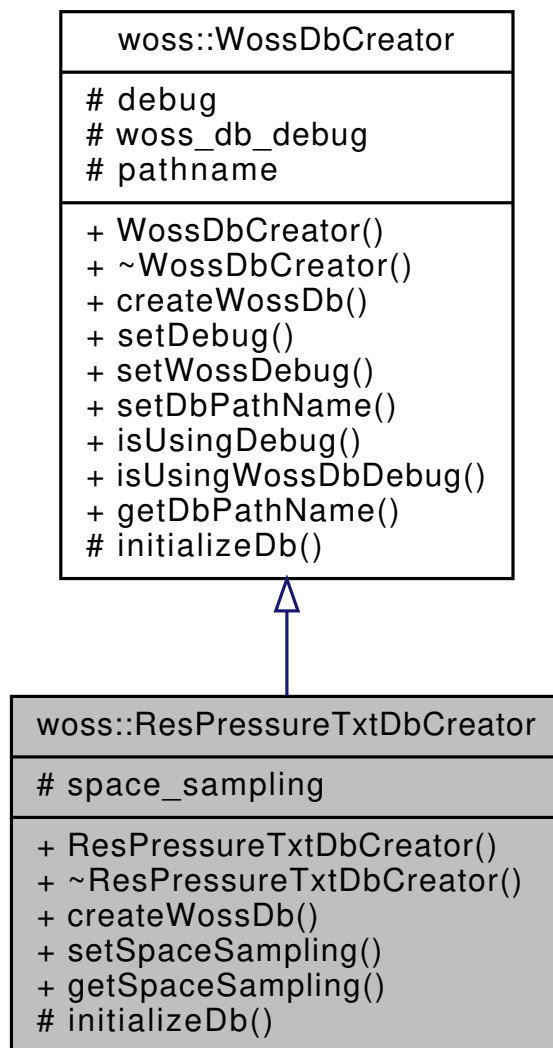 woss::WossDbCreator
# debug
# woss_db_debug
# pathname
+ WossDbCreator()
+ ~WossDbCreator()
+ createWossDb()
+ setDebug()
+ setWossDebug()
+ setDbPathName()
+ isUsingDebug()
+ isUsingWossDbDebug()
+ getDbPathName()
# initializeDb()
woss::ResPressureTxtDbCreator
# space_sampling
+ ResPressureTxtDbCreator()
+ ~ResPressureTxtDbCreator()
+ createWossDb()
+ setSpaceSampling()
+ getSpaceSampling()
# initializeDb()